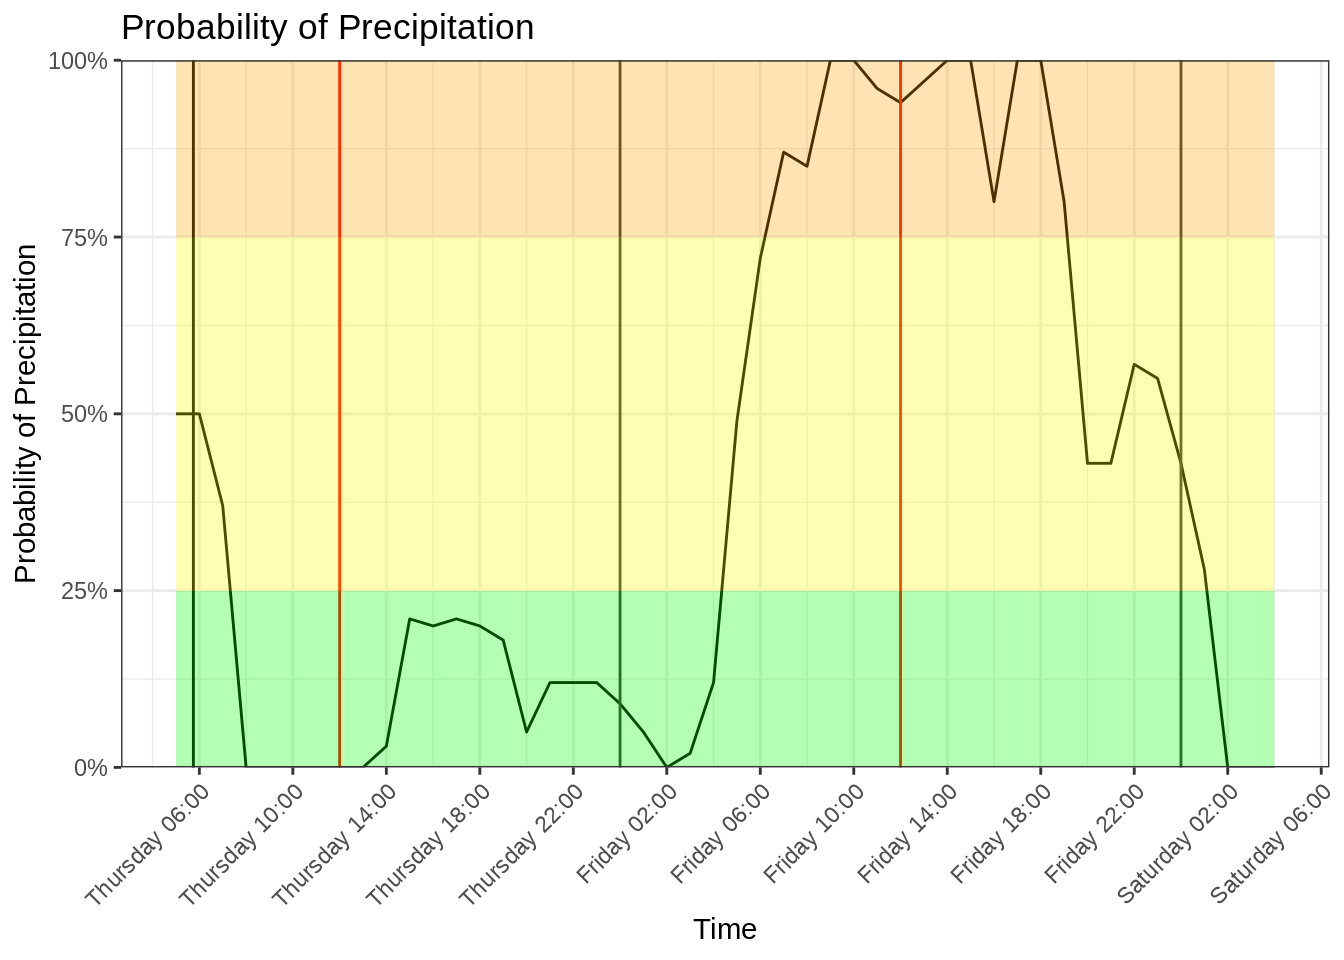 Probability of Precipitation
Probability of Precipitation
100%
75%
50%
25%
0%
Thursday 06:00
Thursday 10:00
Thursday 14:00
Thursday 18:00
Thursday 22:00
Friday 02:00
Friday 06:00
Friday 10:00
Friday 14:00
Friday 18:00
Friday 22:00
Saturday 02:00
Saturday 06:00
Time